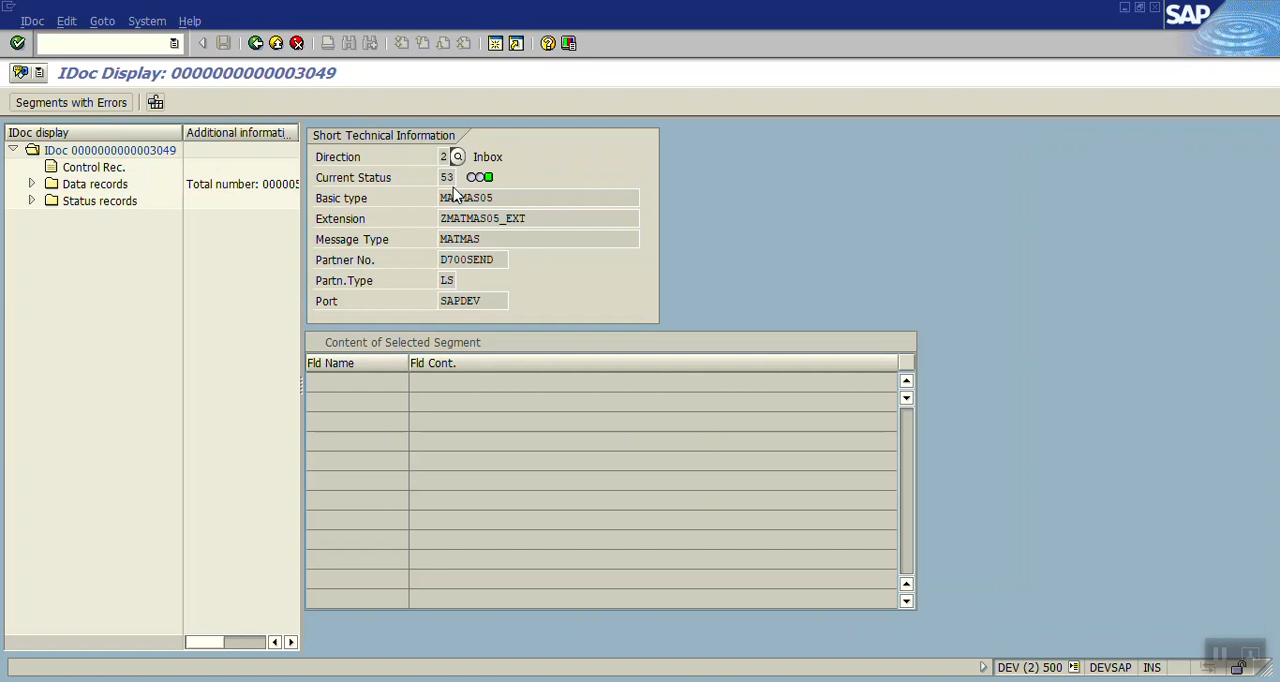 IDoc Edit Goto System Help
SAP
IDoc Display: 0000000000003049
Segments with Errors
IDoc display Additional informati...
IDoc 0000000000003049
Control Rec.
Data records Total number: 000005
Status records
Short Technical Information
Direction 2 Inbox
Current Status 53
Basic type MATMAS05
Extension ZMATMAS05_EXT
Message Type MATMAS
Partner No. D700SEND
Partn.Type LS
Port SAPDEV
Content of Selected Segment
Fld Name Fld Cont.
DEV (2) 500 DEVSAP INS